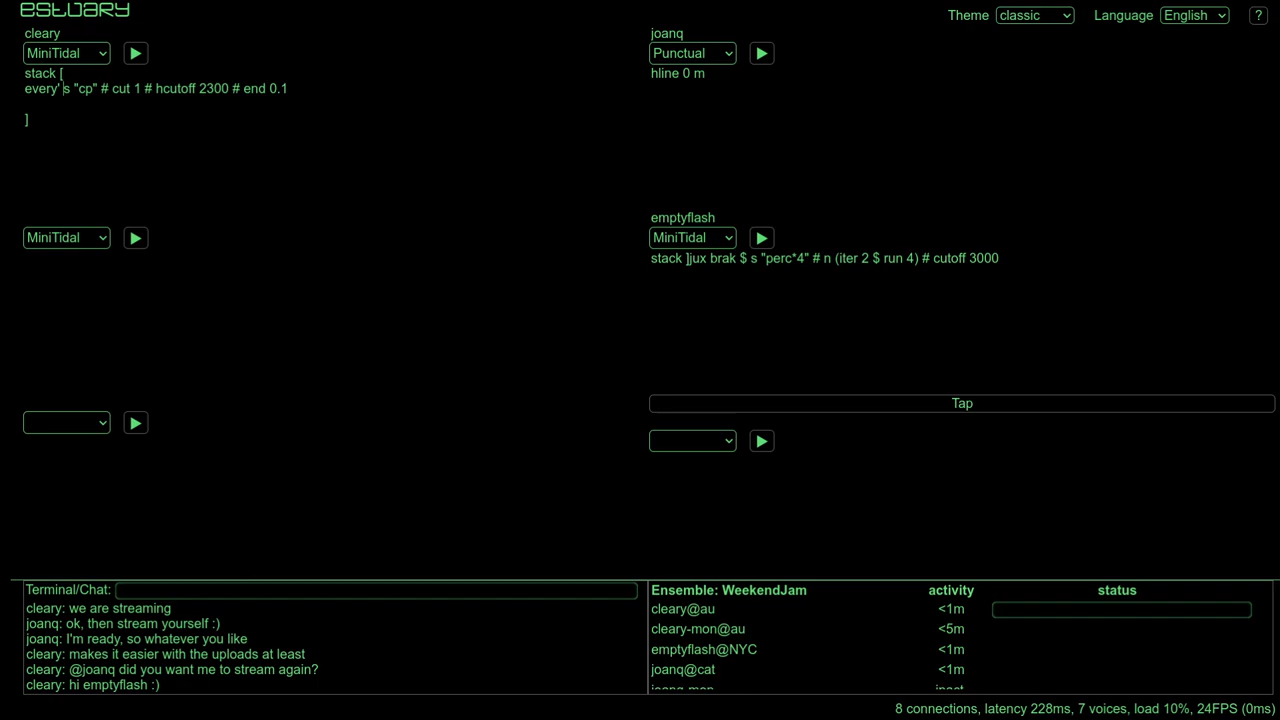 estuary
Theme classic Language English ?
cleary
MiniTidal
stack [
every' s "cp" # cut 1 # hcutoff 2300 # end 0.1
]
joanq
Punctual
hline 0 m
MiniTidal
emptyflash
MiniTidal
stack ]jux brak $ s "perc*4" # n (iter 2 $ run 4) # cutoff 3000
Tap
Terminal/Chat:
cleary: we are streaming
joanq: ok, then stream yourself :)
joanq: I'm ready, so whatever you like
cleary: makes it easier with the uploads at least
cleary: @joanq did you want me to stream again?
cleary: hi emptyflash :)
Ensemble: WeekendJam activity status
cleary@au <1m
cleary-mon@au <5m
emptyflash@NYC <1m
joanq@cat <1m
8 connections, latency 228ms, 7 voices, load 10%, 24FPS (0ms)